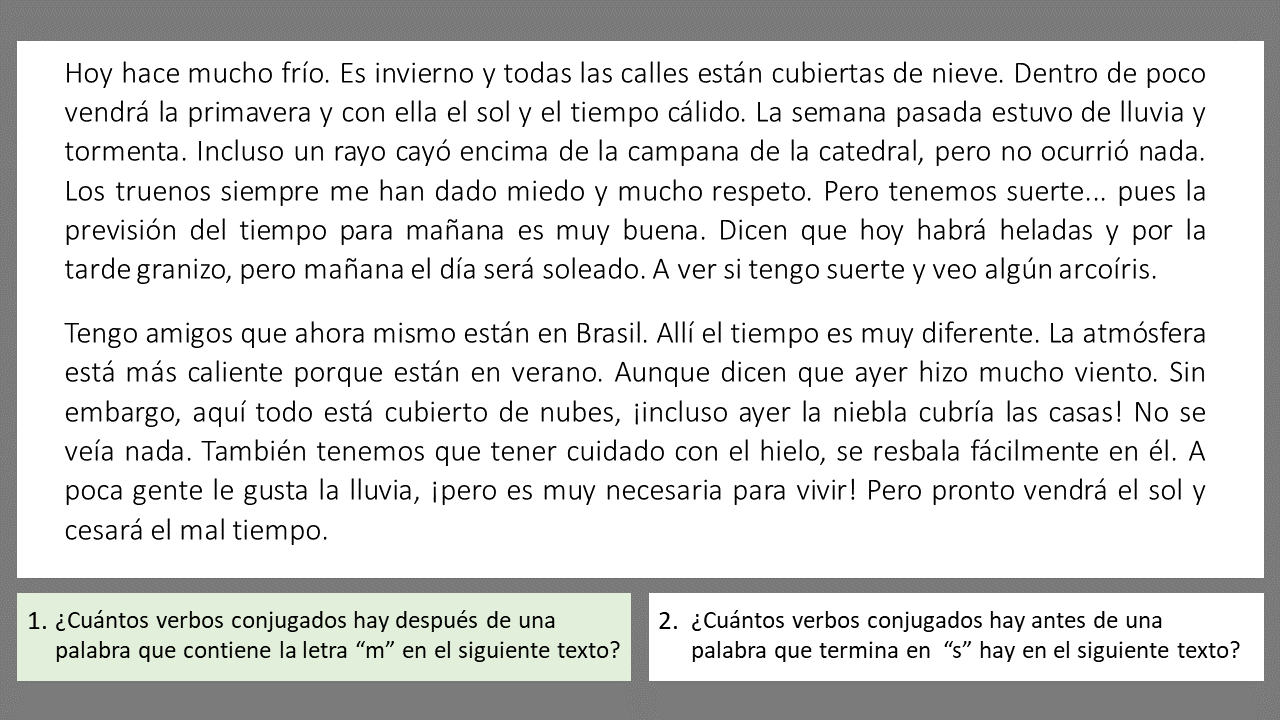 Hoy hace mucho frío. Es invierno y todas las calles están cubiertas de nieve. Dentro de poco
vendrá la primavera y con ella el sol y el tiempo cálido. La semana pasada estuvo de lluvia y
tormenta. Incluso un rayo cayó encima de la campana de la catedral, pero no ocurrió nada.
Los truenos siempre me han dado miedo y mucho respeto. Pero tenemos suerte... pues la
previsión del tiempo para mañana es muy buena. Dicen que hoy habrá heladas y por la
tarde granizo, pero mañana el día será soleado. A ver si tengo suerte y veo algún arcoíris.
Tengo amigos que ahora mismo están en Brasil. Allí el tiempo es muy diferente. La atmósfera
está más caliente porque están en verano. Aunque dicen que ayer hizo mucho viento. Sin
embargo, aquí todo está cubierto de nubes, ¡incluso ayer la niebla cubría las casas! No se
veía nada. También tenemos que tener cuidado con el hielo, se resbala fácilmente en él. A
poca gente le gusta la lluvia, ¡pero es muy necesaria para vivir! Pero pronto vendrá el sol y
cesará el mal tiempo.
1. ¿Cuántos verbos conjugados hay después de una
palabra que contiene la letra “m” en el siguiente texto?
2. ¿Cuántos verbos conjugados hay antes de una
palabra que termina en “s” hay en el siguiente texto?